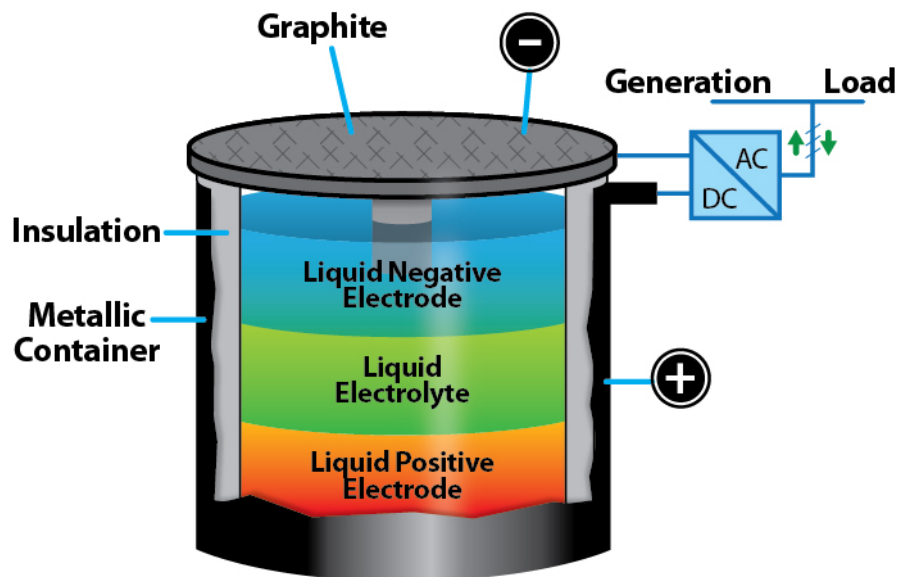 Graphite
−
Generation
Load
AC
DC
Insulation
Liquid Negative
Electrode
Metallic
Container
Liquid
Electrolyte
+
Liquid Positive
Electrode